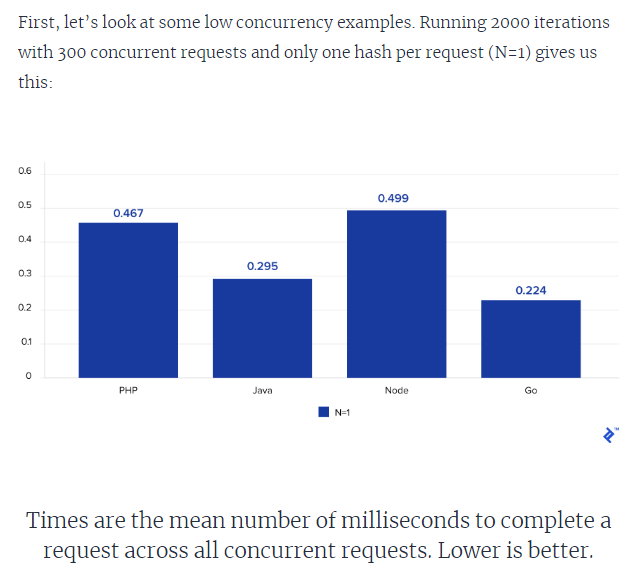 First, let’s look at some low concurrency examples. Running 2000 iterations
with 300 concurrent requests and only one hash per request (N=1) gives us
this:
0.6
0.5
0.4
0.3
0.2
0.1
0
0.467
0.295
0.499
0.224
PHP
Java
Node
Go
N=1
TM
Times are the mean number of milliseconds to complete a
request across all concurrent requests. Lower is better.